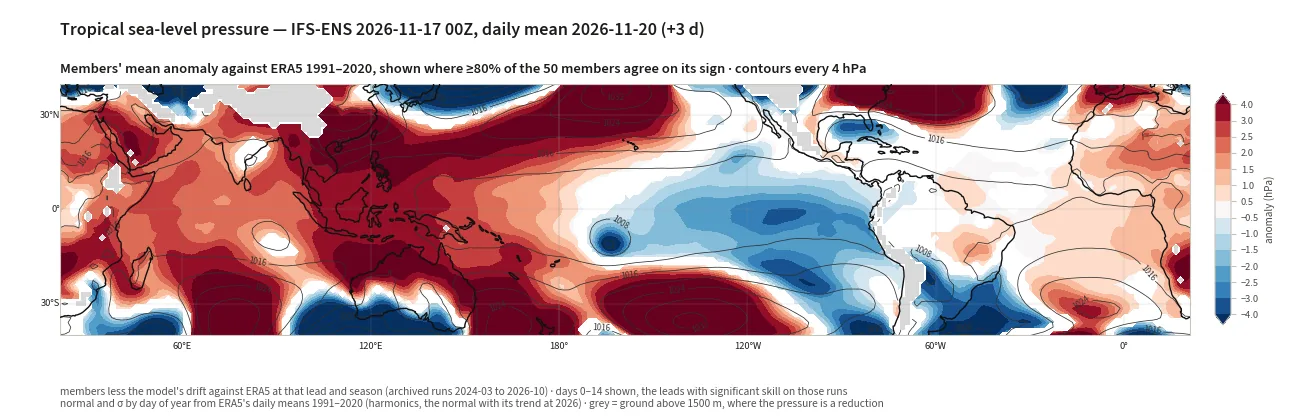 Tropical sea-level pressure — IFS-ENS 2026-11-17 00Z, daily mean 2026-11-20 (+3 d)
Members' mean anomaly against ERA5 1991–2020, shown where ≥80% of the 50 members agree on its sign · contours every 4 hPa
30°N
0°
30°S
60°E
120°E
180°
120°W
60°W
0°
1016
1016
1016
1016
1008
1016
1016
1008
1016
1016
4.0
3.0
2.5
2.0
1.5
1.0
0.5
−0.5
−1.0
−1.5
−2.0
−2.5
−3.0
−4.0
anomaly (hPa)
members less the model's drift against ERA5 at that lead and season (archived runs 2024-03 to 2026-10) · days 0–14 shown, the leads with significant skill on those runs
normal and σ by day of year from ERA5's daily means 1991–2020 (harmonics, the normal with its trend at 2026) · grey = ground above 1500 m, where the pressure is a reduction